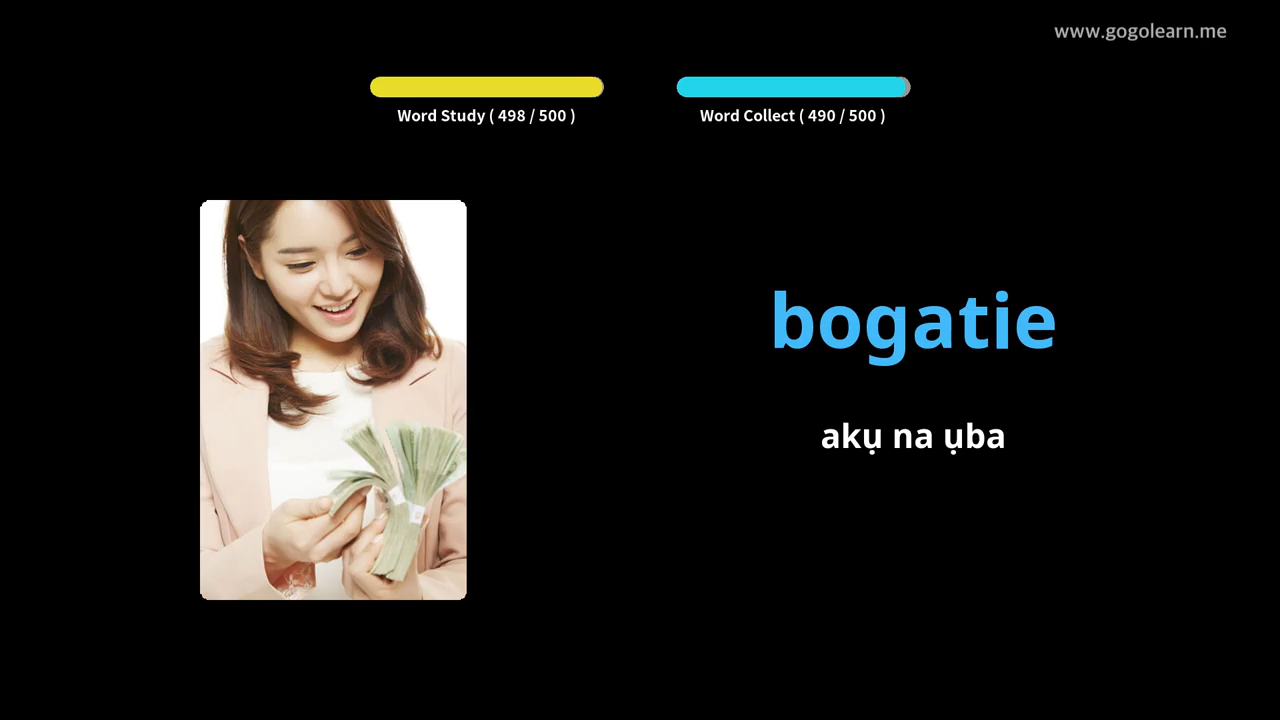 www.gogolearn.me
Word Study ( 498 / 500 )
Word Collect ( 490 / 500 )
bogatie
akụ na ụba